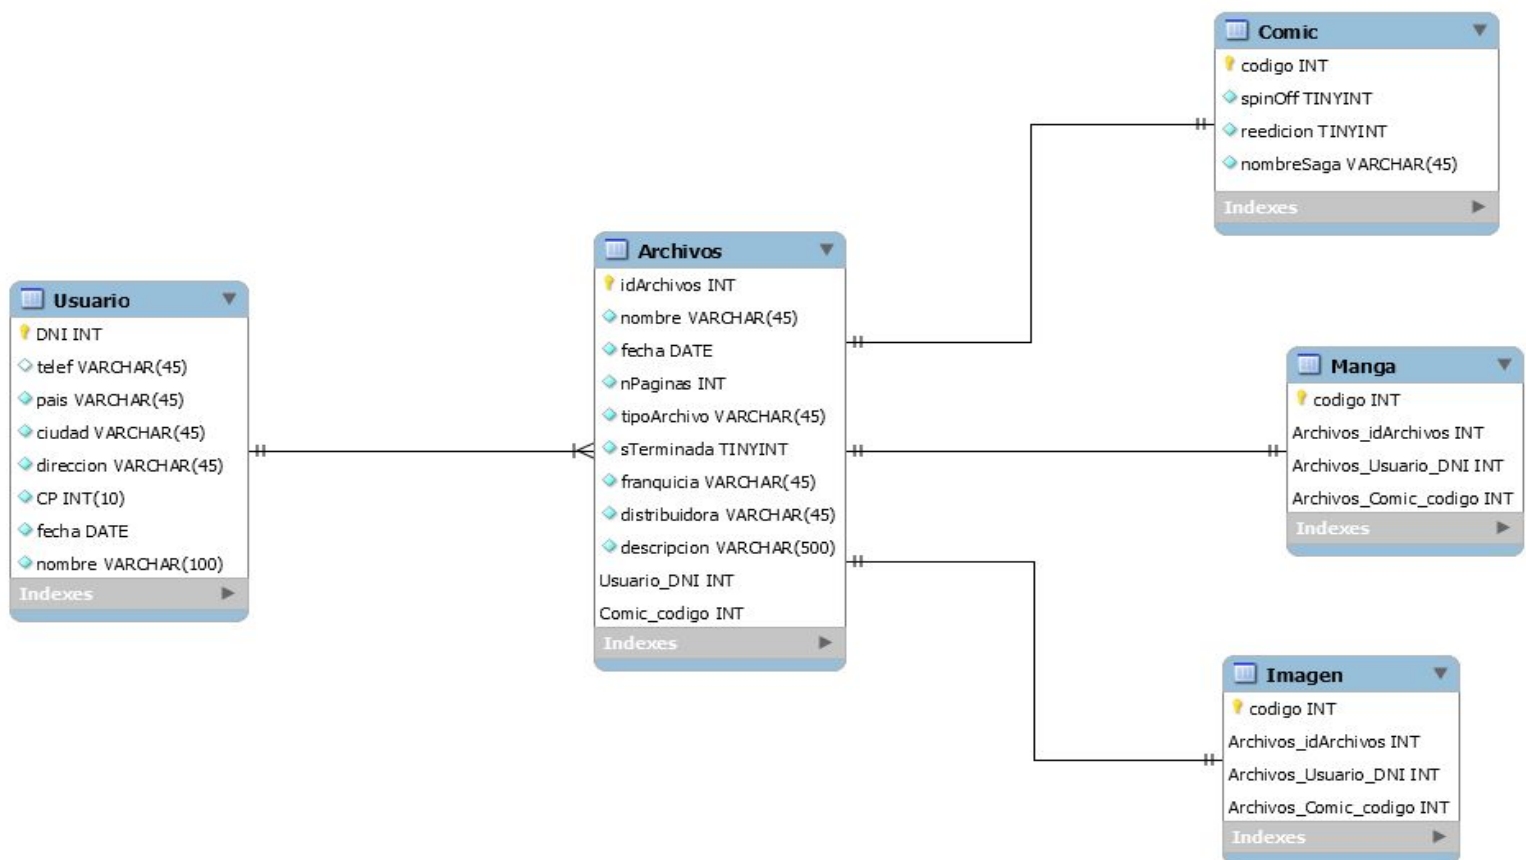 Usuario
DNI INT
telef VARCHAR(45)
pais VARCHAR(45)
ciudad VARCHAR(45)
direccion VARCHAR(45)
CP INT(10)
fecha DATE
nombre VARCHAR(100)
Indexes
Archivos
idArchivos INT
nombre VARCHAR(45)
fecha DATE
nPaginas INT
tipoArchivo VARCHAR(45)
sTerminada TINYINT
franquicia VARCHAR(45)
distribuidora VARCHAR(45)
descripcion VARCHAR(500)
Usuario_DNI INT
Comic_codigo INT
Indexes
Comic
codigo INT
spinOff TINYINT
reedicion TINYINT
nombreSaga VARCHAR(45)
Indexes
Manga
codigo INT
Archivos_idArchivos INT
Archivos_Usuario_DNI INT
Archivos_Comic_codigo INT
Indexes
Imagen
codigo INT
Archivos_idArchivos INT
Archivos_Usuario_DNI INT
Archivos_Comic_codigo INT
Indexes